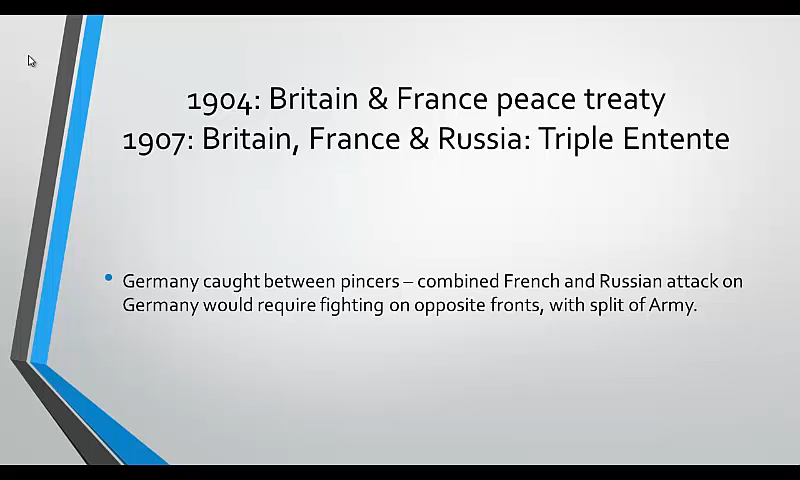 1904: Britain & France peace treaty
1907: Britain, France & Russia: Triple Entente
• Germany caught between pincers – combined French and Russian attack on
Germany would require fighting on opposite fronts, with split of Army.